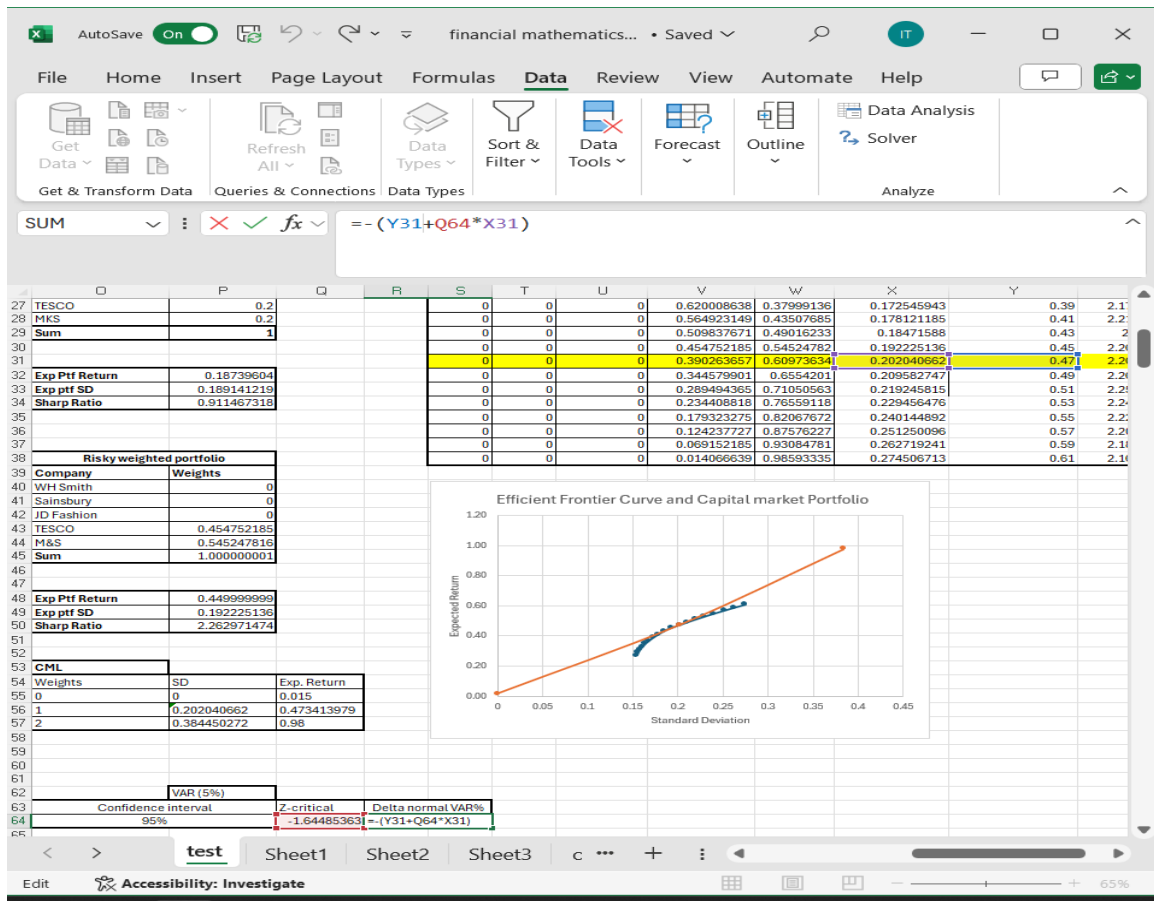 AutoSave On financial mathematics... • Saved IT
File Home Insert Page Layout Formulas Data Review View Automate Help
Get Data
Refresh All
Data Types
Sort & Filter
Data Tools
Forecast
Outline
Data Analysis
Solver
Get & Transform Data Queries & Connections Data Types Analyze
SUM fx =-(Y31+Q64*X31)
O P Q R S T U V W X Y
27 TESCO 0.2 0 0 0 0.620008638 0.37999136 0.172545943 0.39
28 MKS 0.2 0 0 0 0.564923149 0.43507685 0.178121185 0.41
29 Sum 1 0 0 0 0.509837671 0.49016233 0.18471588 0.43
30 0 0 0 0.454752185 0.54524782 0.192225136 0.45
31 0 0 0 0.390263657 0.60973634 0.202040662 0.47
32 Exp Ptf Return 0.18739604 0 0 0 0.344579901 0.6554201 0.209582747 0.49
33 Exp ptf SD 0.189141219 0 0 0 0.289494365 0.71050563 0.219245815 0.51
34 Sharp Ratio 0.911467318 0 0 0 0.234408818 0.76559118 0.229456476 0.53
35 0 0 0 0.179323275 0.82067672 0.240144892 0.55
36 0 0 0 0.124237727 0.87576227 0.251250096 0.57
37 0 0 0 0.069152185 0.93084781 0.262719241 0.59
38 Risky weighted portfolio 0 0 0 0.014066639 0.98593335 0.274506713 0.61
39 Company Weights
40 WH Smith 0
41 Sainsbury 0
42 JD Fashion 0
43 TESCO 0.454752185
44 M&S 0.545247816
45 Sum 1.000000001
46
47
48 Exp Ptf Return 0.449999999
49 Exp ptf SD 0.192225136
50 Sharp Ratio 2.262971474
51
52
53 CML
54 Weights SD Exp. Return
55 0 0 0.015
56 1 0.202040662 0.473413979
57 2 0.384450272 0.98
58
59
60
61
62 VAR (5%)
63 Confidence interval Z-critical Delta normal VAR%
64 95% -1.64485363 =-(Y31+Q64*X31)
65
Efficient Frontier Curve and Capital market Portfolio
Expected Return
1.20
1.00
0.80
0.60
0.40
0.20
0.00
0 0.05 0.1 0.15 0.2 0.25 0.3 0.35 0.4 0.45
Standard Deviation
test Sheet1 Sheet2 Sheet3 c ...
Edit Accessibility: Investigate 65%